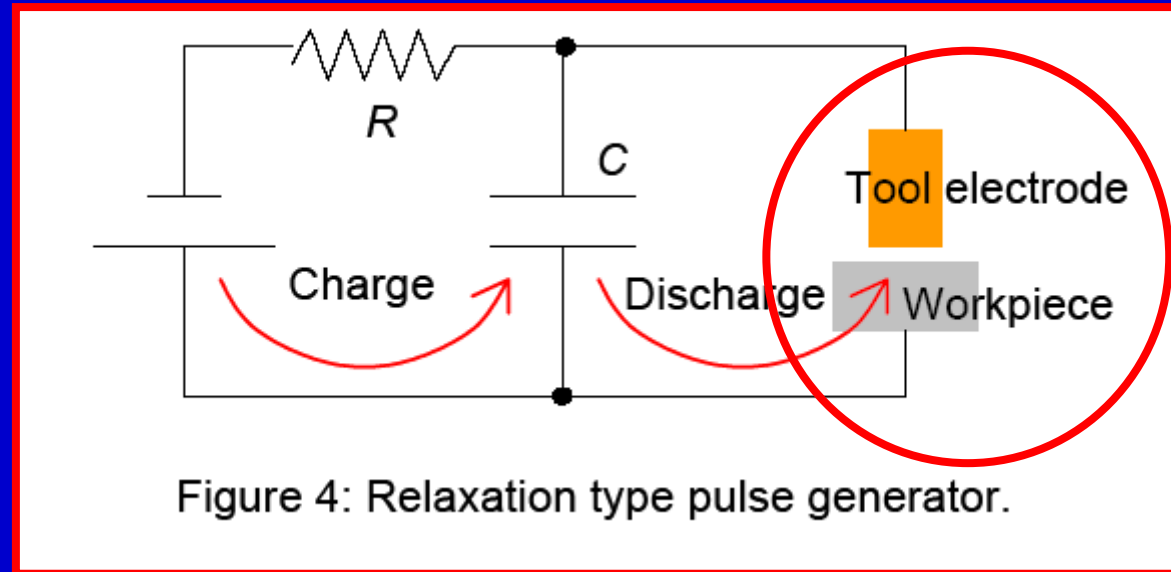 R
C
Tool electrode
Charge
Discharge
Workpiece
Figure 4: Relaxation type pulse generator.